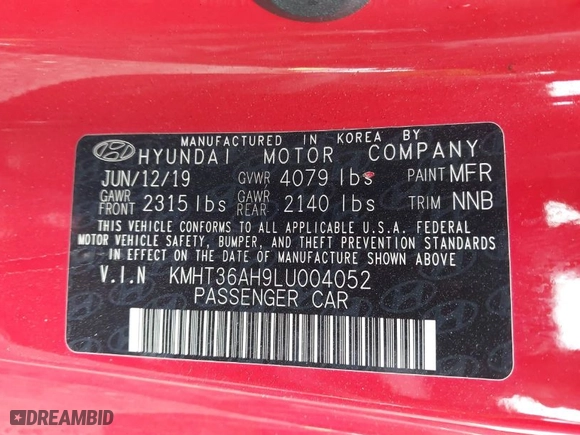 MANUFACTURED IN KOREA BY
HYUNDAI MOTOR COMPANY
JUN/12/19 GVWR 4079 lbs PAINT MFR
GAWR FRONT 2315 lbs GAWR REAR 2140 lbs TRIM NNB
THIS VEHICLE CONFORMS TO ALL APPLICABLE U.S.A. FEDERAL
MOTOR VEHICLE SAFETY, BUMPER, AND THEFT PREVENTION STANDARDS
IN EFFECT ON THE DATE OF MANUFACTURE SHOWN ABOVE
V.I.N KMHT36AH9LU004052
PASSENGER CAR
DREAMBID